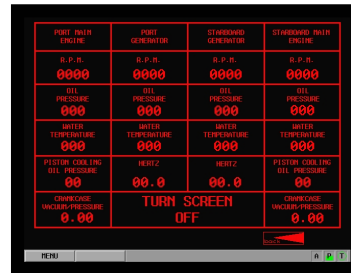 PORT MAIN ENGINE
PORT GENERATOR
STARBOARD GENERATOR
STARBOARD MAIN ENGINE
R.P.M.
R.P.M.
R.P.M.
R.P.M.
0000
0000
0000
0000
OIL PRESSURE
OIL PRESSURE
OIL PRESSURE
OIL PRESSURE
000
000
000
000
WATER TEMPERATURE
WATER TEMPERATURE
WATER TEMPERATURE
WATER TEMPERATURE
000
000
000
000
PISTON COOLING OIL PRESSURE
HERTZ
HERTZ
PISTON COOLING OIL PRESSURE
00
00.0
00.0
00
CRANKCASE VACUUM/PRESSURE
TURN SCREEN
OFF
CRANKCASE VACUUM/PRESSURE
0.00
0.00
MENU
A P T